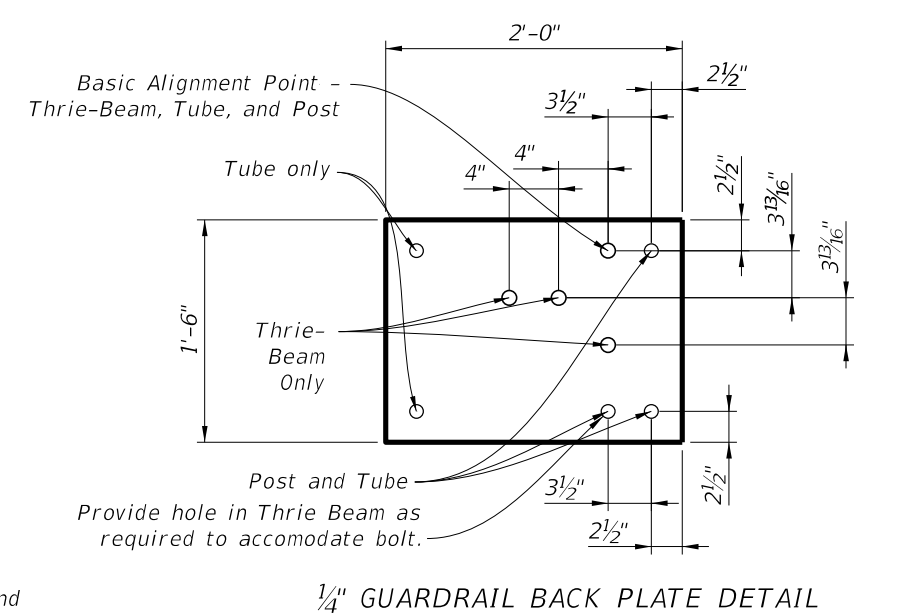 2'-0"
Basic Alignment Point -
Thrie-Beam, Tube, and Post
2½"
3½"
Tube only
4"
4"
2½"
3 13/16"
3 13/16"
1'-6"
Thrie-
Beam
Only
Post and Tube
3½"
2½"
Provide hole in Thrie Beam as
required to accomodate bolt.
2½"
nd
¼" GUARDRAIL BACK PLATE DETAIL